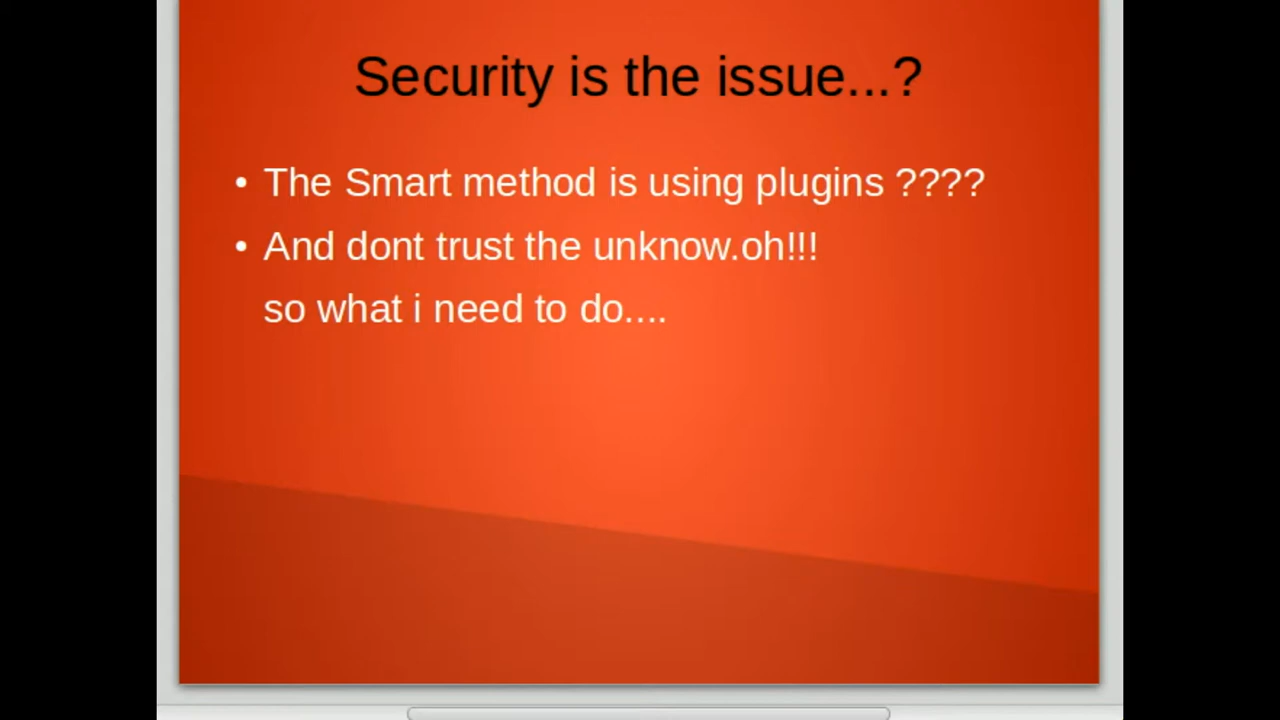 Security is the issue...?
• The Smart method is using plugins ????
• And dont trust the unknow.oh!!!
so what i need to do....